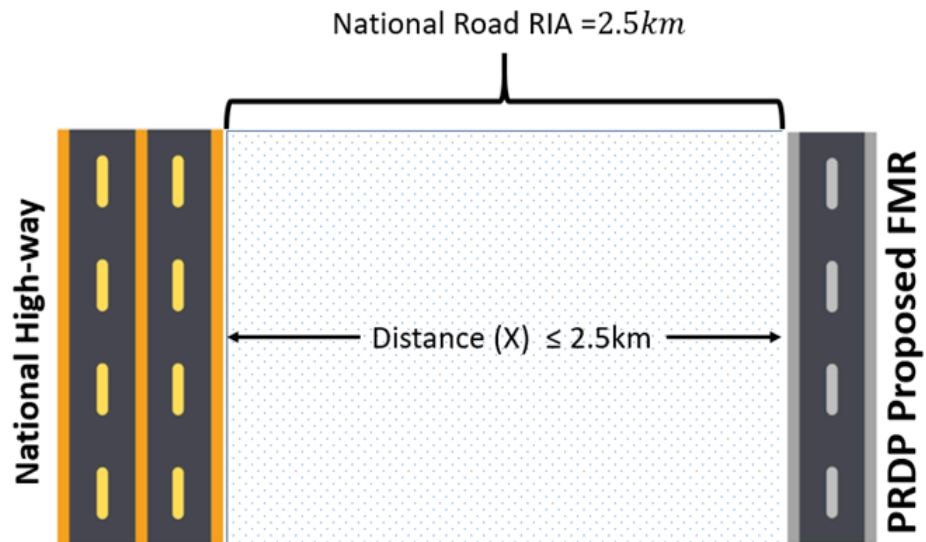 National Road RIA =2.5km
National High-way
Distance (X) ≤ 2.5km
PRDP Proposed FMR